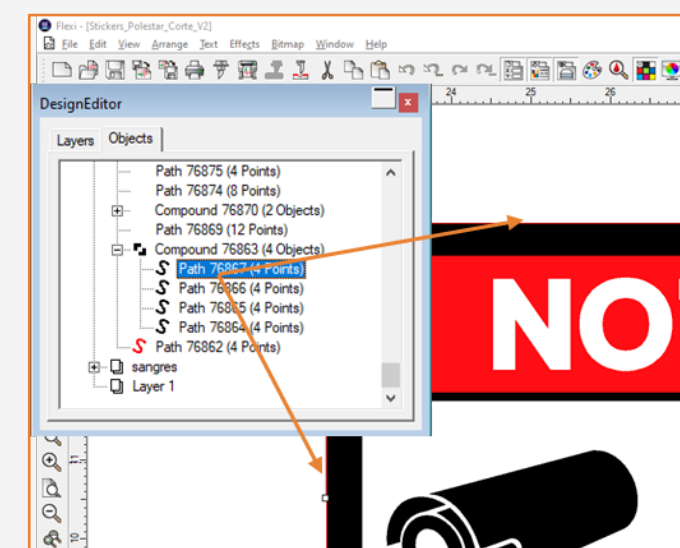 Flexi - [Stickers_Polestar_Corte_V2]
File Edit View Arrange Text Effects Bitmap Window Help
DesignEditor
24 25 26
Layers Objects
Path 76875 (4 Points)
Path 76874 (8 Points)
Compound 76870 (2 Objects)
Path 76869 (12 Points)
Compound 76863 (4 Objects)
Path 76867 (4 Points)
Path 76866 (4 Points)
Path 76865 (4 Points)
Path 76864 (4 Points)
Path 76862 (4 Points)
sangres
Layer 1
NO
11
10